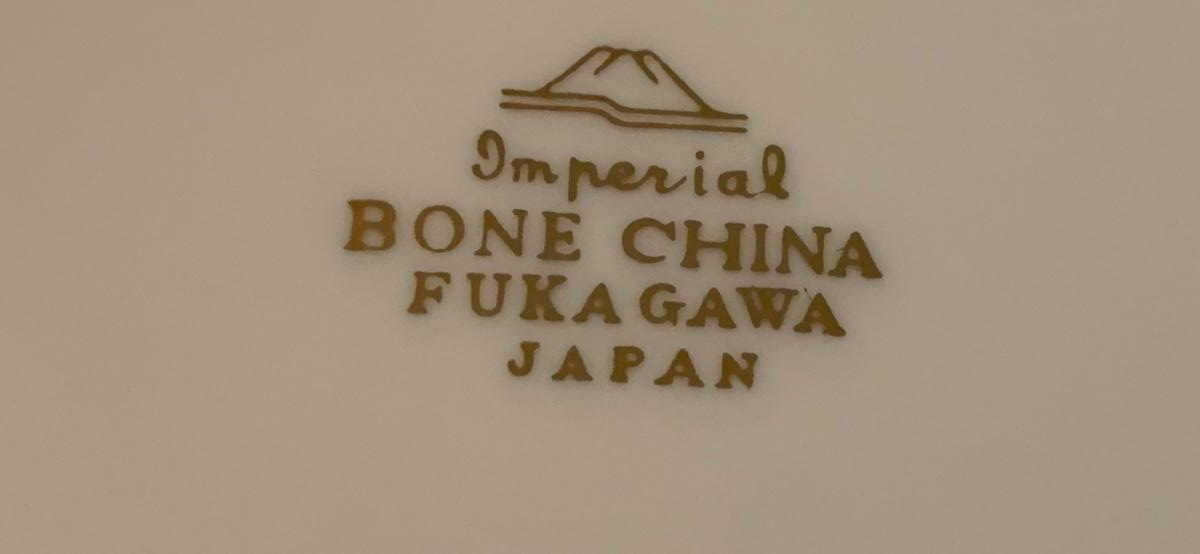 Imperial
BONE CHINA
FUKAGAWA
JAPAN